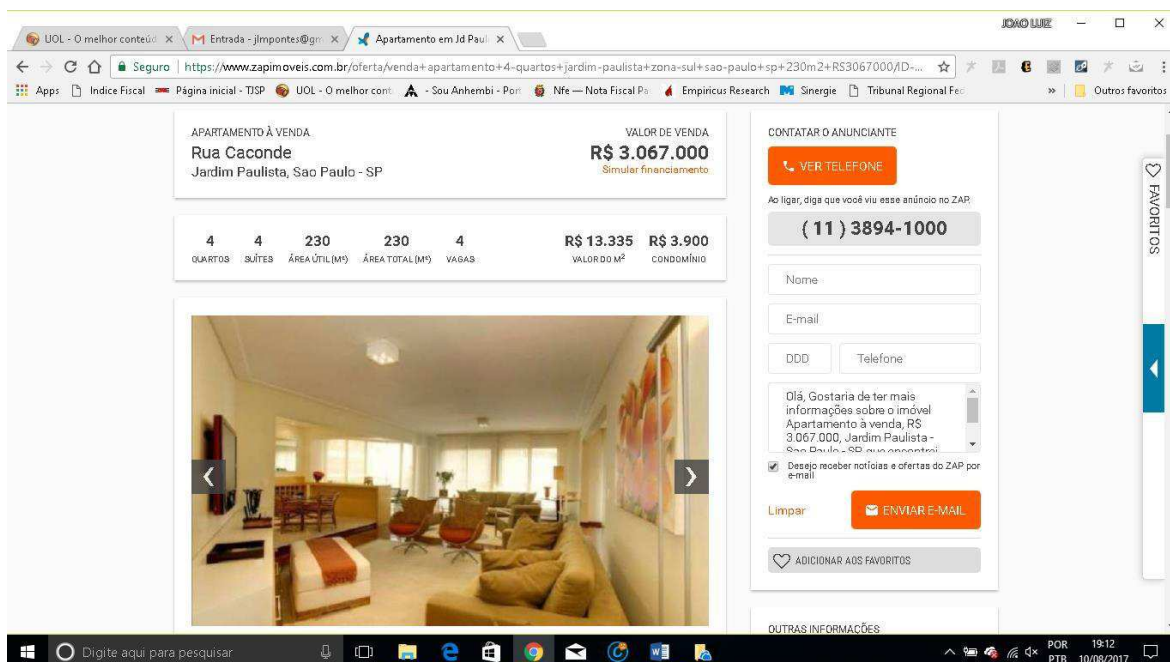 JOAO LUIZ
UOL - O melhor conteúd
Entrada - jlmpontes@gm
Apartamento em Jd Paul
Seguro
https://www.zapimoveis.com.br/oferta/venda+apartamento+4-quartos+jardim-paulista+zona-sul+sao-paulo+sp+230m2+RS3067000/ID-...
Apps Indice Fiscal Página inicial - TJSP UOL - O melhor cont - Sou Anhembi - Port Nfe — Nota Fiscal Pa Empiricus Research Sinergie Tribunal Regional Fed » Outros favoritos
APARTAMENTO À VENDA
Rua Caconde
Jardim Paulista, Sao Paulo - SP
VALOR DE VENDA
R$ 3.067.000
Simular financiamento
4 4 230 230 4 R$ 13.335 R$ 3.900
QUARTOS SUÍTES ÁREA ÚTIL (M²) ÁREA TOTAL (M²) VAGAS VALOR DO M² CONDOMÍNIO
CONTATAR O ANUNCIANTE
VER TELEFONE
Ao ligar, diga que você viu esse anúncio no ZAP.
(11) 3894-1000
Nome
E-mail
DDD Telefone
Olá, Gostaria de ter mais
informações sobre o imóvel
Apartamento à venda, R$
3.067.000, Jardim Paulista -
Sao Paulo - SP, que encontrei
Desejo receber notícias e ofertas do ZAP por
e-mail
Limpar ENVIAR E-MAIL
ADICIONAR AOS FAVORITOS
OUTRAS INFORMAÇÕES
FAVORITOS
Digite aqui para pesquisar
POR
PTB
19:12
10/08/2017